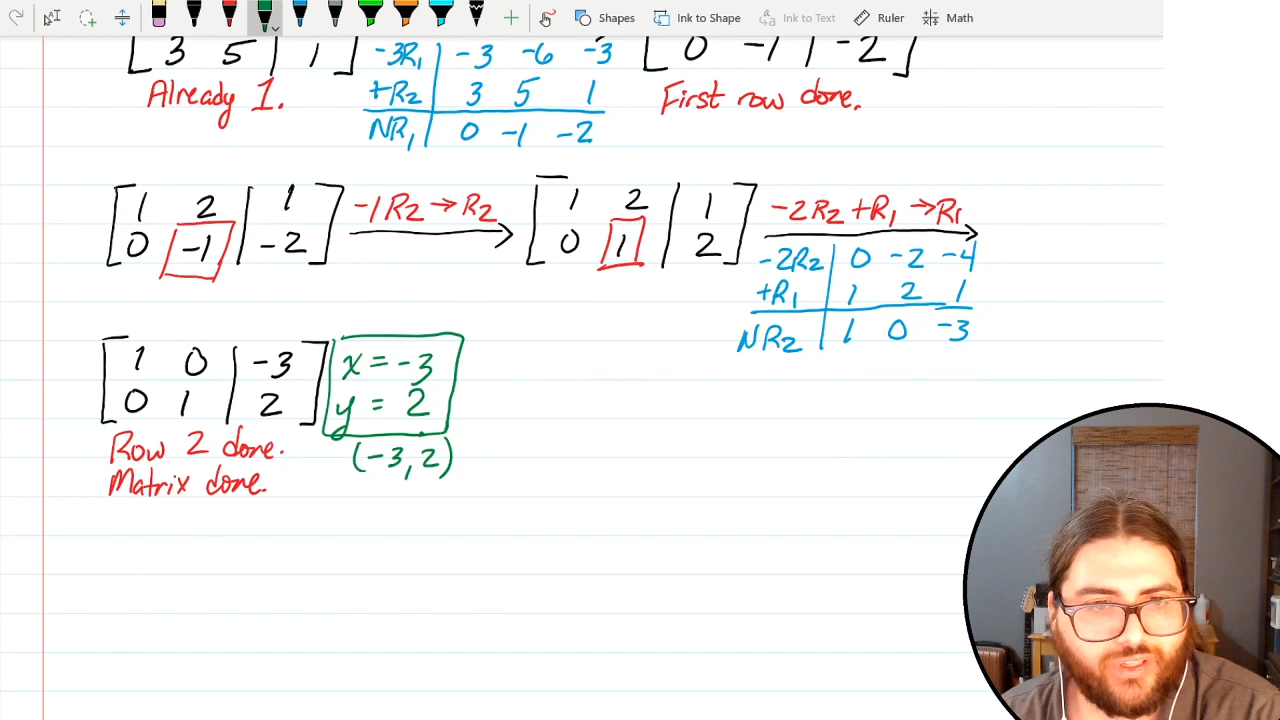 Shapes Ink to Shape Ink to Text Ruler Math
[3 5 | 1] -3R₁ | -3 -6 -3 [0 -1 | -2]
Already 1. +R₂ | 3 5 1 First row done.
NR₁ | 0 -1 -2
[1 2 | 1] -1R₂→R₂ [1 2 | 1] -2R₂+R₁→R₁
[0 -1 | -2] [0 1 | 2] -2R₂ | 0 -2 -4
+R₁ | 1 2 1
NR₂ | 1 0 -3
[1 0 | -3] x = -3
[0 1 | 2] y = 2
Row 2 done. (-3, 2)
Matrix done.